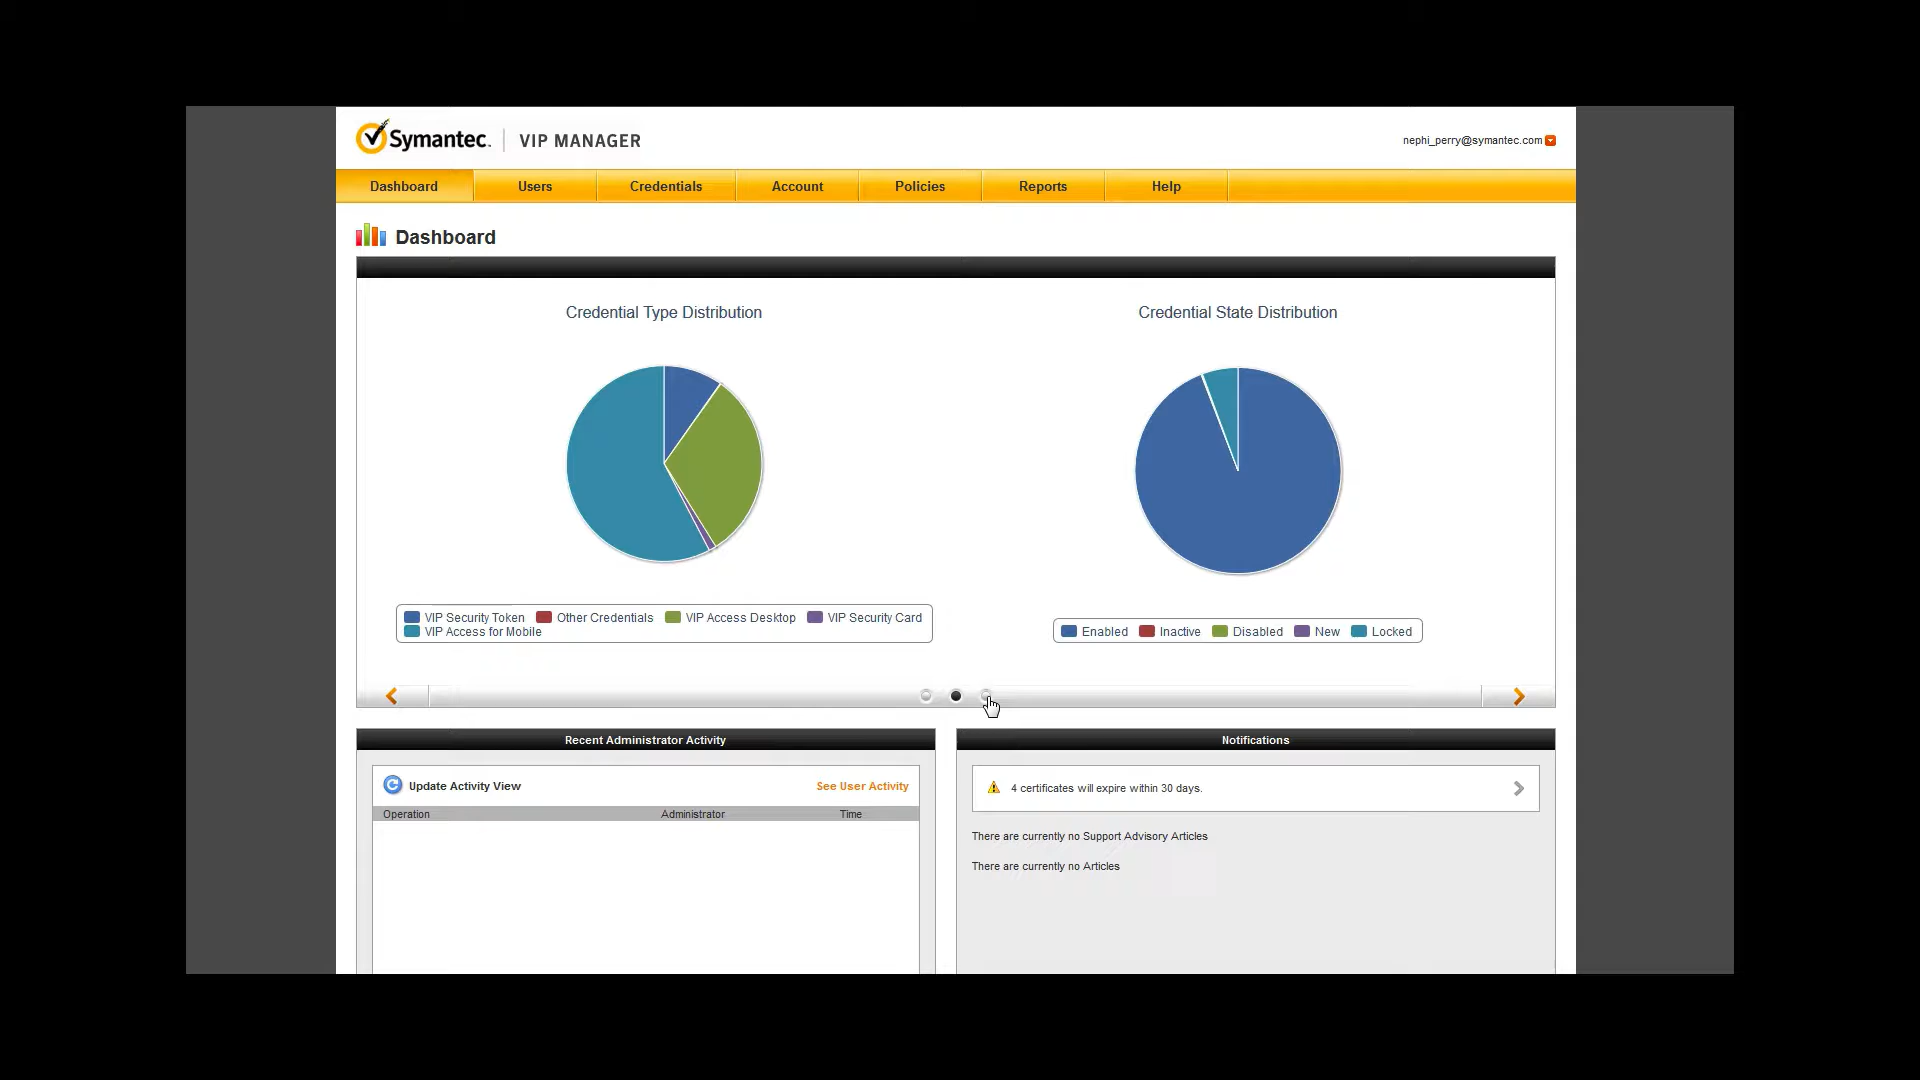 Symantec. | VIP MANAGER
nephi_perry@symantec.com
Dashboard Users Credentials Account Policies Reports Help
Dashboard
Credential Type Distribution
VIP Security Token Other Credentials VIP Access Desktop VIP Security Card
VIP Access for Mobile
Credential State Distribution
Enabled Inactive Disabled New Locked
Recent Administrator Activity
Update Activity View See User Activity
Operation Administrator Time
Notifications
4 certificates will expire within 30 days.
There are currently no Support Advisory Articles
There are currently no Articles